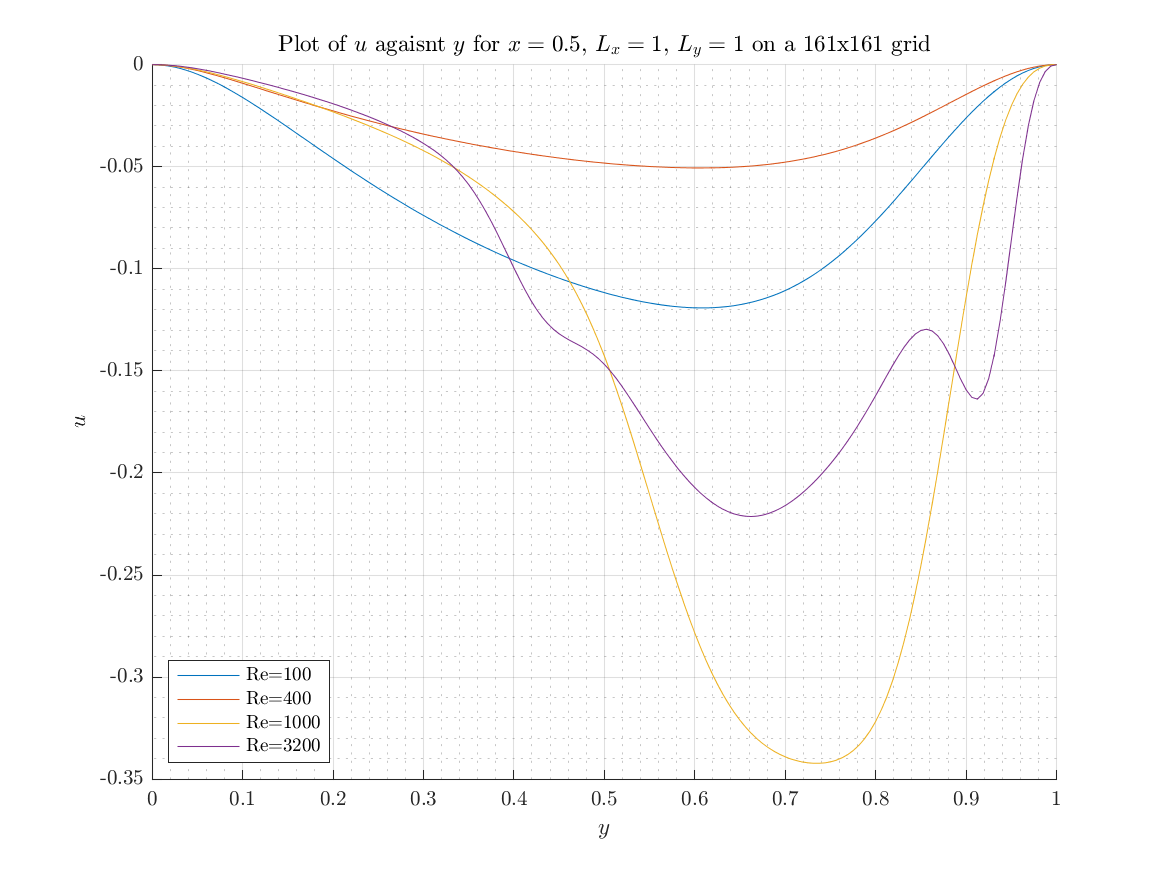 Plot of u agaisnt y for x = 0.5, Lx = 1, Ly = 1 on a 161x161 grid
0
-0.05
-0.1
-0.15
-0.2
-0.25
-0.3
-0.35
u
Re=100
Re=400
Re=1000
Re=3200
0 0.1 0.2 0.3 0.4 0.5 0.6 0.7 0.8 0.9 1
y